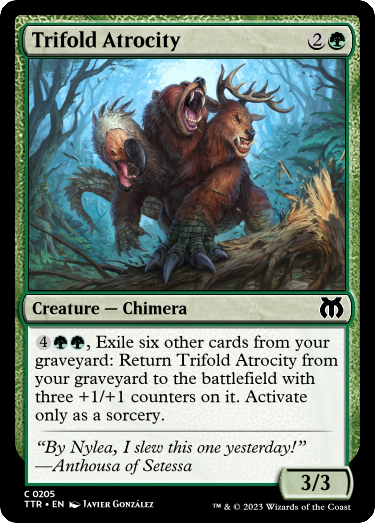 Trifold Atrocity 2
Creature — Chimera
4, Exile six other cards from your
graveyard: Return Trifold Atrocity from
your graveyard to the battlefield with
three +1/+1 counters on it. Activate
only as a sorcery.
“By Nylea, I slew this one yesterday!”
—Anthousa of Setessa
3/3
C 0205
TTR • EN Javier González
™ & © 2023 Wizards of the Coast